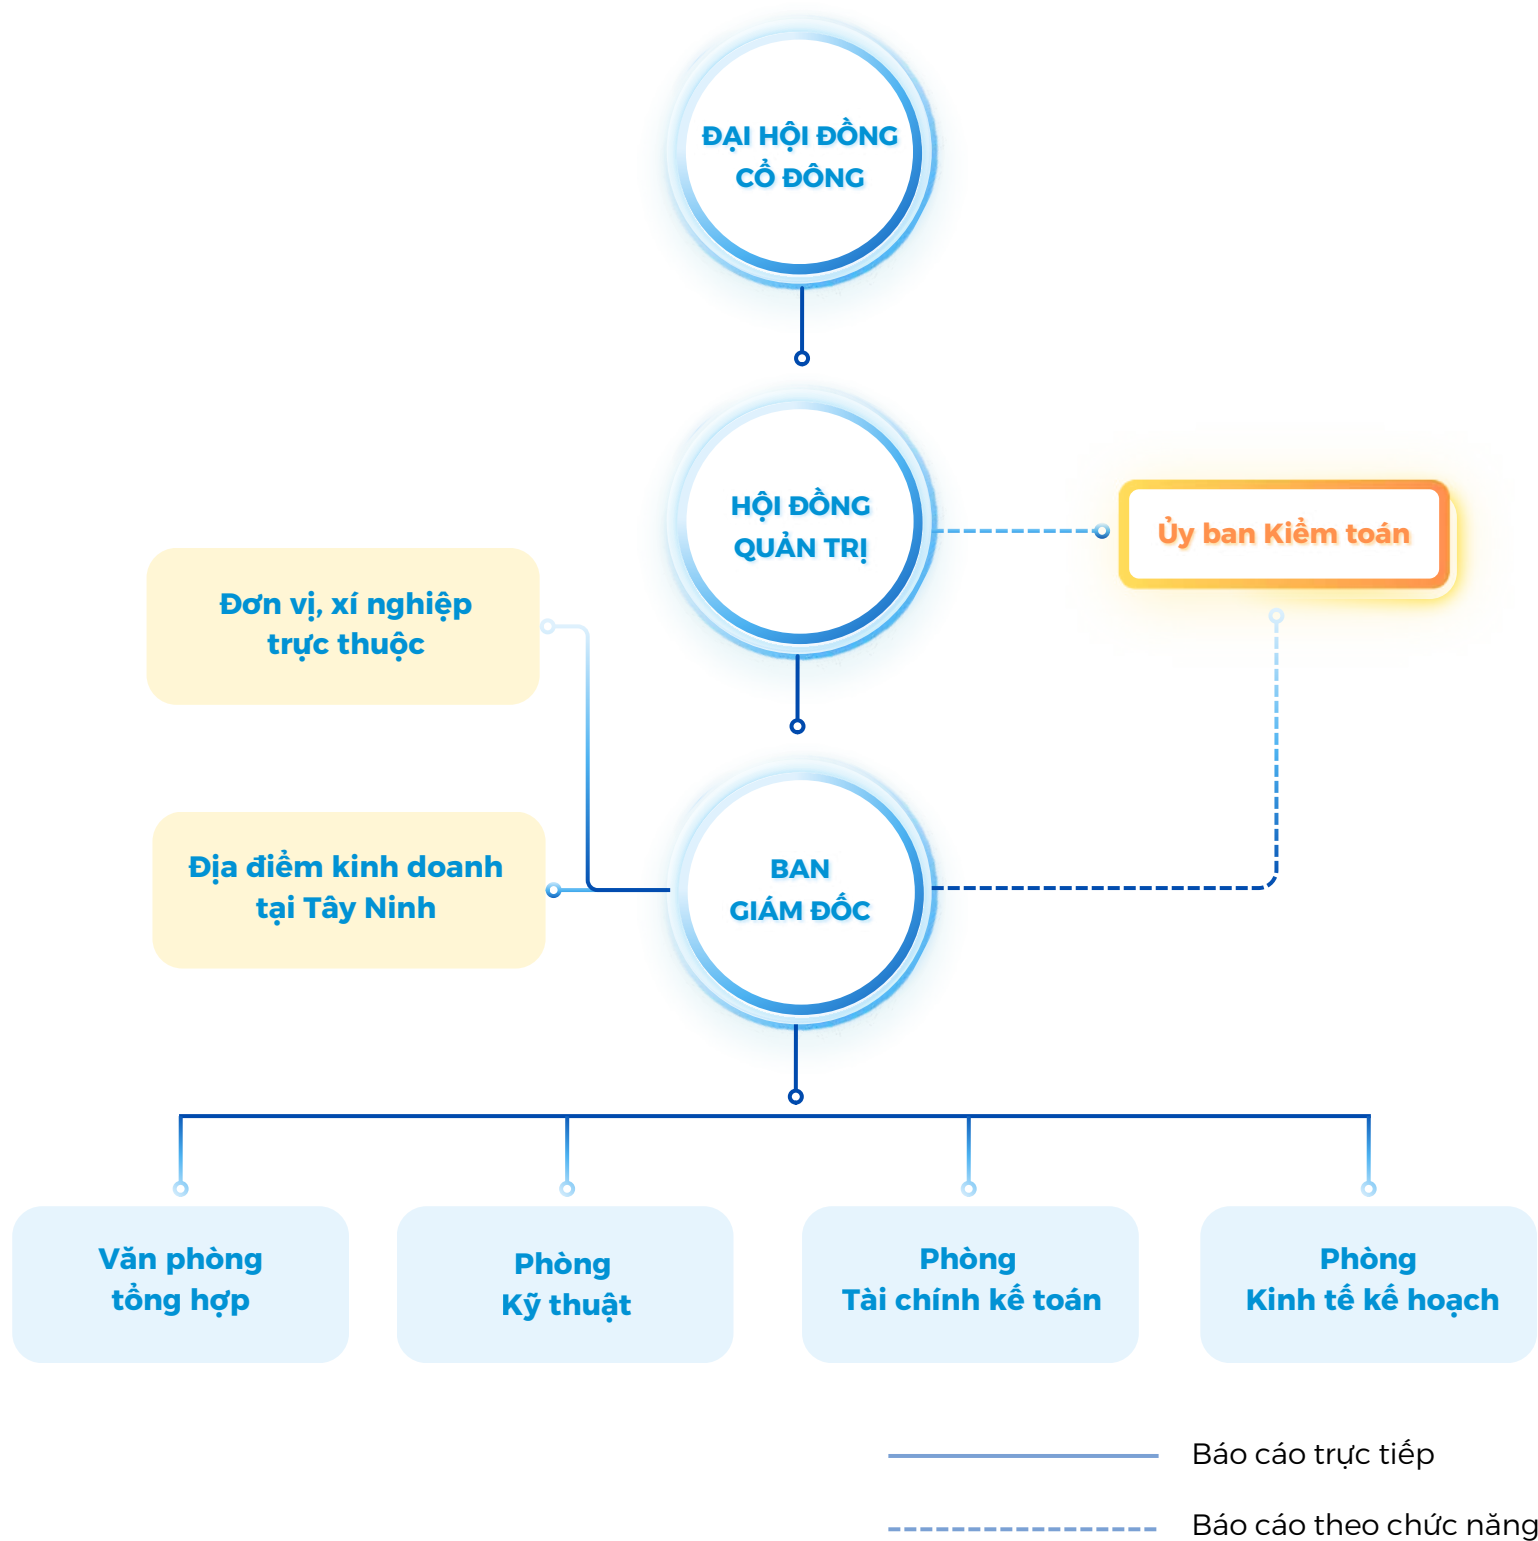 ĐẠI HỘI ĐỒNG
CỔ ĐÔNG
HỘI ĐỒNG
QUẢN TRỊ
Ủy ban Kiểm toán
Đơn vị, xí nghiệp
trực thuộc
Địa điểm kinh doanh
tại Tây Ninh
BAN
GIÁM ĐỐC
Văn phòng
tổng hợp
Phòng
Kỹ thuật
Phòng
Tài chính kế toán
Phòng
Kinh tế kế hoạch
Báo cáo trực tiếp
Báo cáo theo chức năng